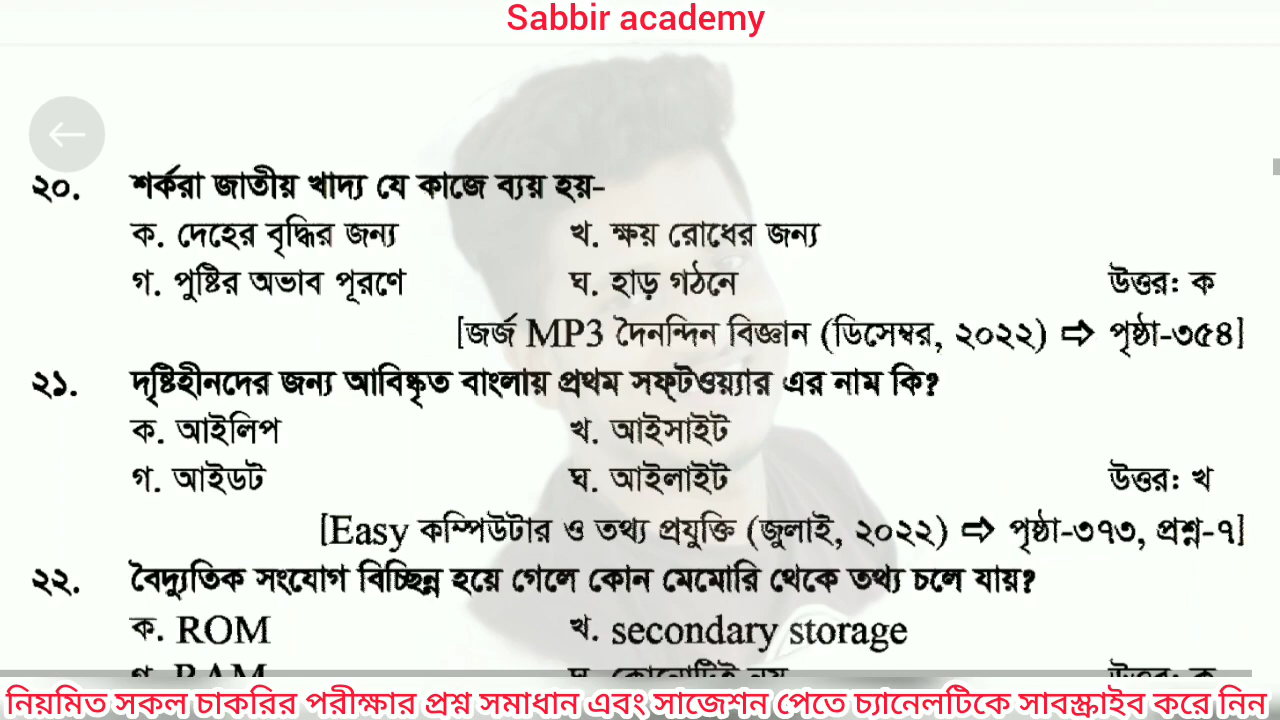 Sabbir academy
২০. শর্করা জাতীয় খাদ্য যে কাজে ব্যয় হয়-
ক. দেহের বৃদ্ধির জন্য খ. ক্ষয় রোধের জন্য
গ. পুষ্টির অভাব পূরণে ঘ. হাড় গঠনে উত্তর: ক
[জর্জ MP3 দৈনন্দিন বিজ্ঞান (ডিসেম্বর, ২০২২) ⇨ পৃষ্ঠা-৩৫৪]
২১. দৃষ্টিহীনদের জন্য আবিষ্কৃত বাংলায় প্রথম সফ্টওয়্যার এর নাম কি?
ক. আইলিপ খ. আইসাইট
গ. আইডট ঘ. আইলাইট উত্তর: খ
[Easy কম্পিউটার ও তথ্য প্রযুক্তি (জুলাই, ২০২২) ⇨ পৃষ্ঠা-৩৭৩, প্রশ্ন-৭]
২২. বৈদ্যুতিক সংযোগ বিচ্ছিন্ন হয়ে গেলে কোন মেমোরি থেকে তথ্য চলে যায়?
ক. ROM খ. secondary storage
গ. RAM ঘ. কোনোটিই নয়
নিয়মিত সকল চাকরির পরীক্ষার প্রশ্ন সমাধান এবং সাজেশন পেতে চ্যানেলটিকে সাবস্ক্রাইব করে নিন